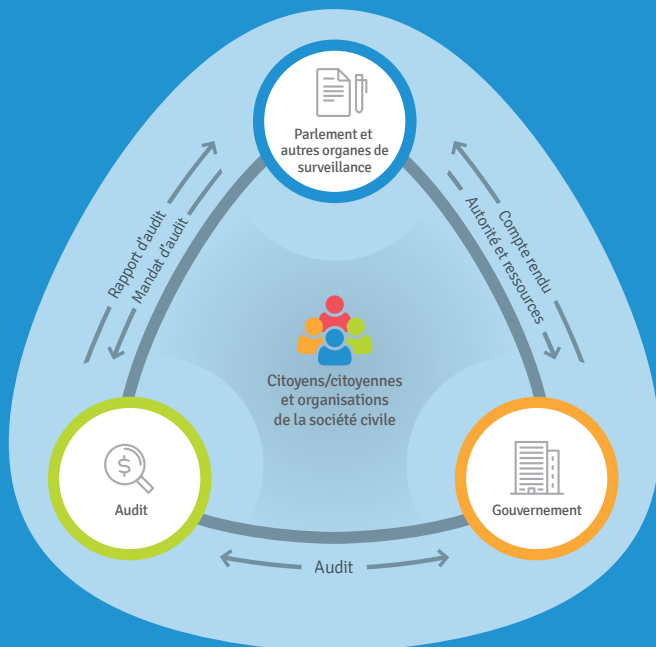 Parlement et
autres organes de
surveillance
Rapport d'audit
Mandat d'audit
Compte rendu
Autorité et ressources
Citoyens/citoyennes
et organisations
de la société civile
$
Audit
Gouvernement
Audit